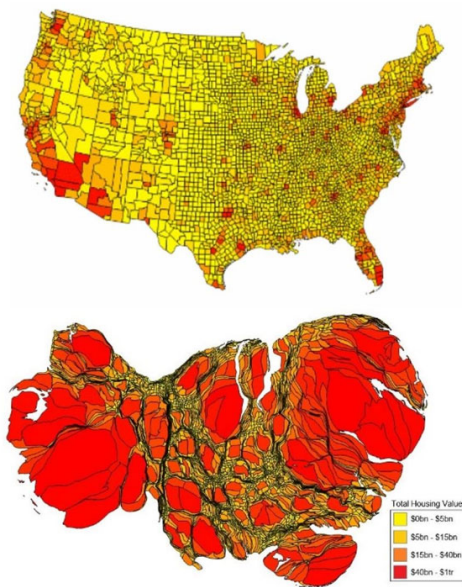 Total Housing Value
$0bn - $5bn
$5bn - $15bn
$15bn - $40bn
$40bn - $1tr